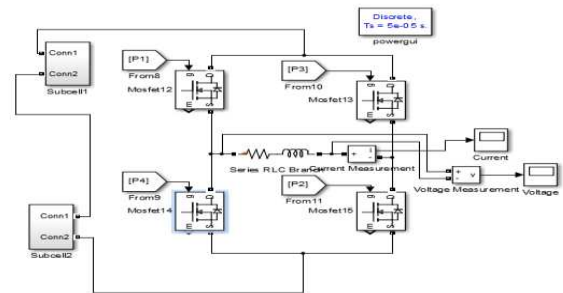 Discrete,
Ts = 5e-05 s.
powergui
Conn1
Conn2
Subcell1
[P1]
From8
Mosfet12
[P3]
From10
Mosfet13
g
D
m
S
g
D
m
S
Series RLC Branch
Current Measurement
Current
Voltage Measurement
Voltage
+
-
i
+
-
v
[P4]
From9
Mosfet14
[P2]
From11
Mosfet15
g
D
m
S
g
D
m
S
Conn1
Conn2
Subcell2